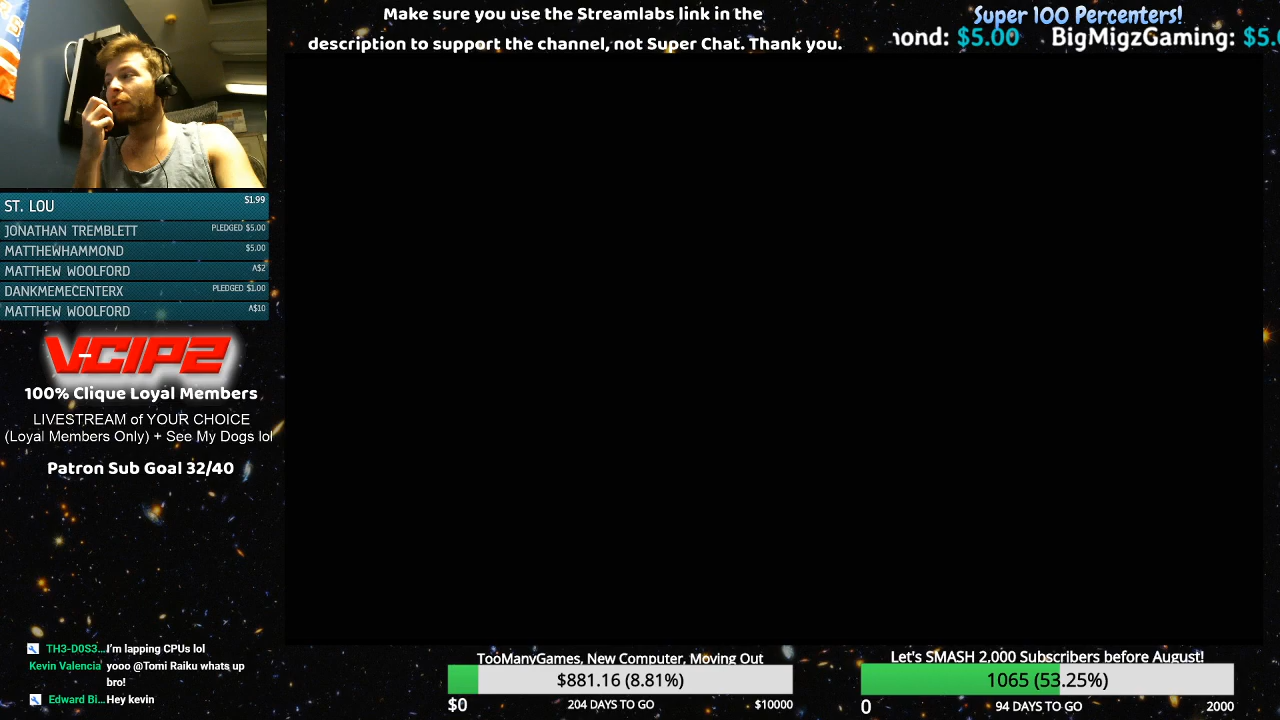 Make sure you use the Streamlabs link in the
description to support the channel, not Super Chat. Thank you.
Super 100 Percenters!
nond: $5.00 BigMigzGaming: $5.0
ST. LOU $1.99
JONATHAN TREMBLETT PLEDGED $5.00
MATTHEWHAMMOND $5.00
MATTHEW WOOLFORD A$2
DANKMEMECENTERX PLEDGED $1.00
MATTHEW WOOLFORD A$10
V-CIPZ
100% Clique Loyal Members
LIVESTREAM of YOUR CHOICE
(Loyal Members Only) + See My Dogs lol
Patron Sub Goal 32/40
TH3-D0S3... I'm lapping CPUs lol
Kevin Valencia yooo @Tomi Raiku whats up
bro!
Edward Bi... Hey kevin
TooManyGames, New Computer, Moving Out
$881.16 (8.81%)
$0 204 DAYS TO GO $10000
Let's SMASH 2,000 Subscribers before August!
1065 (53.25%)
0 94 DAYS TO GO 2000